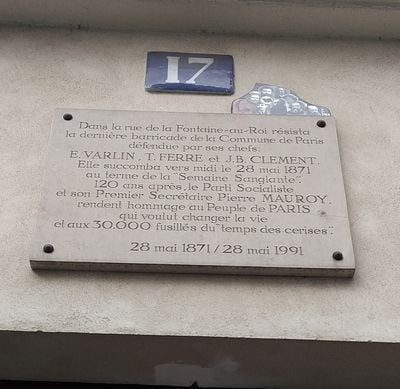 17
Dans la rue de la Fontaine-au-Roi résista
la dernière barricade de la Commune de Paris
défendue par ses chefs:
E. VARLIN, T. FERRE et J.B. CLEMENT.
Elle succomba vers midi le 28 mai 1871
au terme de la "Semaine Sanglante".
120 ans après, le Parti Socialiste
et son Premier Secrétaire Pierre MAUROY,
rendent hommage au Peuple de PARIS
qui voulut changer la vie
et aux 30.000 fusillés du "temps des cerises".
28 mai 1871 / 28 mai 1991